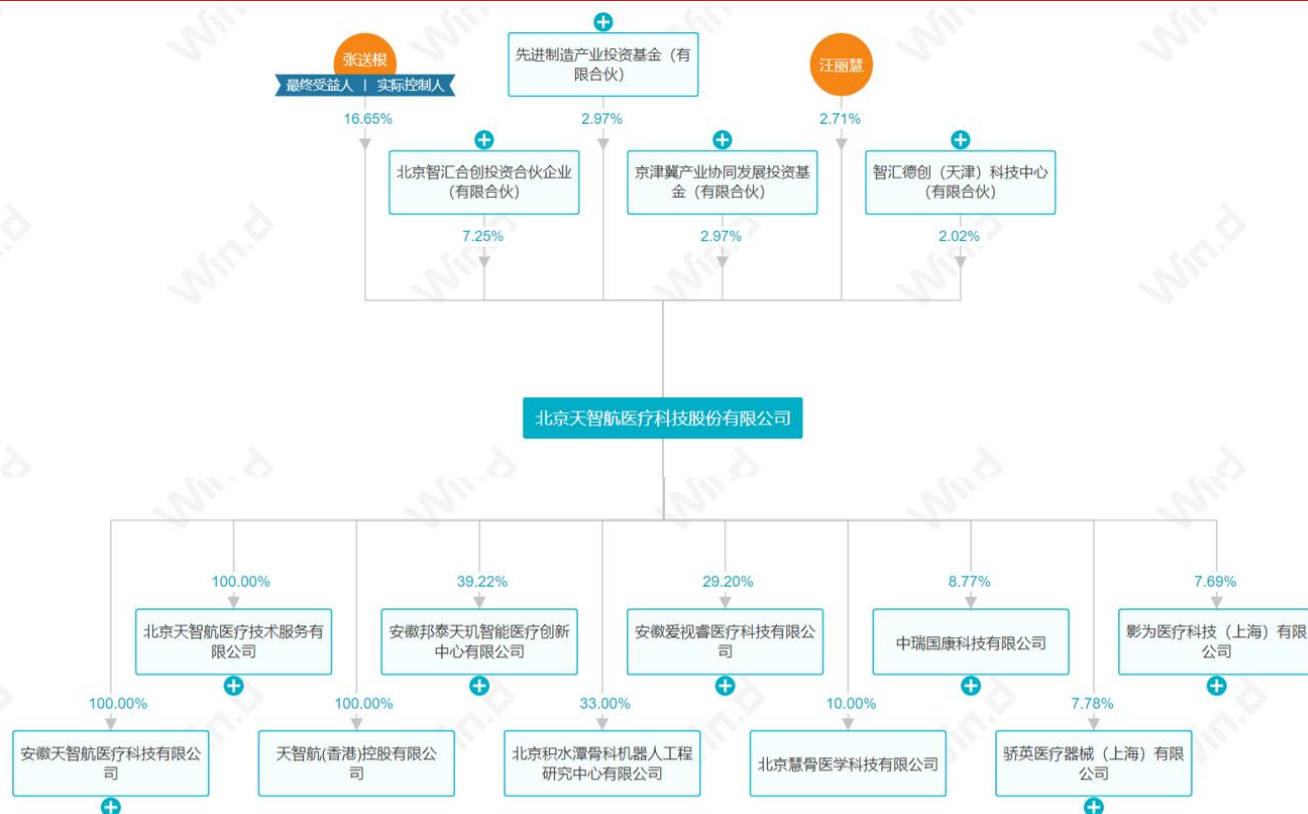 张送根
最终受益人 | 实际控制人
16.65%
先进制造产业投资基金（有
限合伙）
2.97%
汪丽慧
2.71%
北京智汇合创投资合伙企业
（有限合伙）
7.25%
京津冀产业协同发展投资基
金（有限合伙）
2.97%
智汇德创（天津）科技中心
（有限合伙）
2.02%
北京天智航医疗科技股份有限公司
100.00%
北京天智航医疗技术服务有
限公司
39.22%
安徽邦泰天玑智能医疗创新
中心有限公司
29.20%
安徽爱视睿医疗科技有限公
司
8.77%
中瑞国康科技有限公司
7.69%
影为医疗科技（上海）有限
公司
100.00%
安徽天智航医疗科技有限公
司
100.00%
天智航(香港)控股有限公
司
33.00%
北京积水潭骨科机器人工程
研究中心有限公司
10.00%
北京慧骨医学科技有限公司
7.78%
骄英医疗器械（上海）有限
公司
Win.d